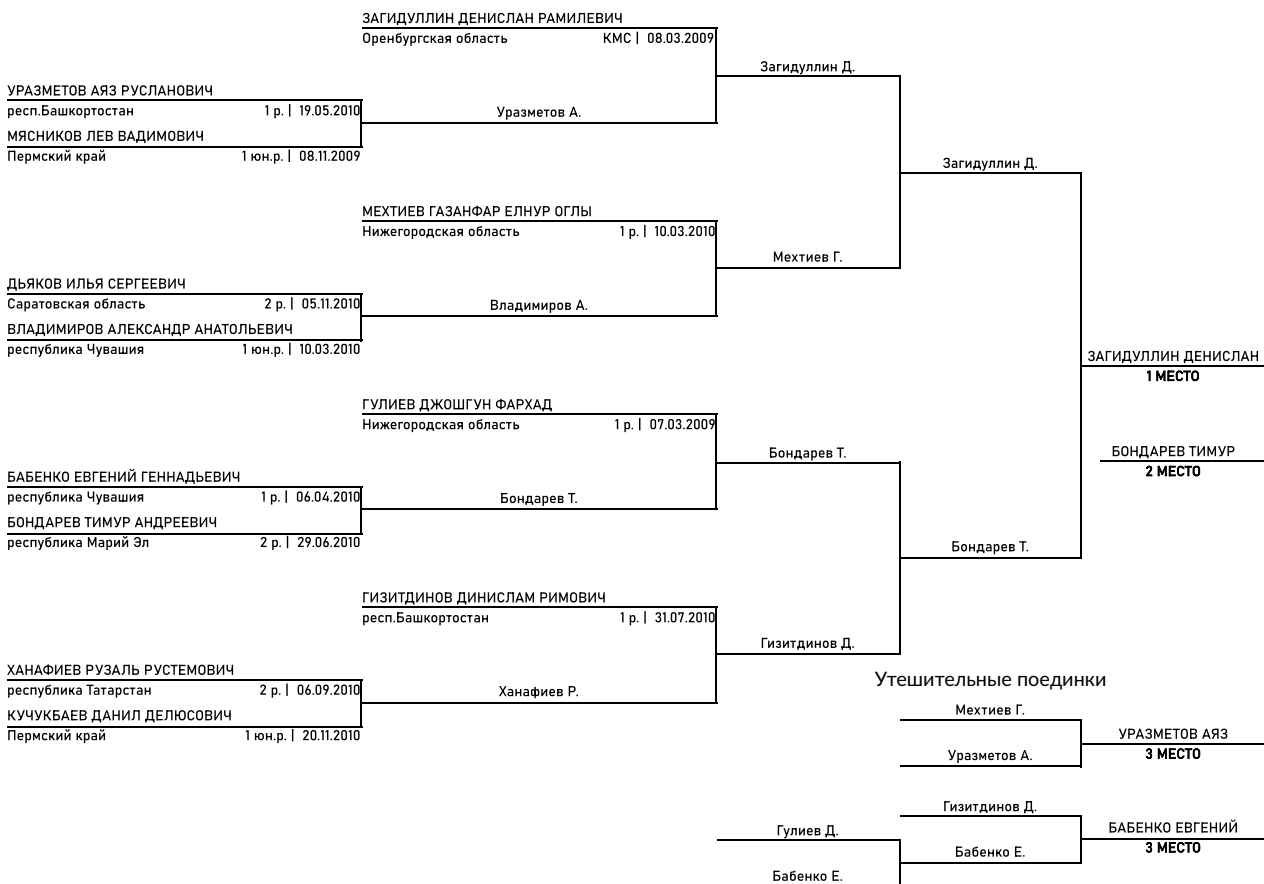 ЗАГИДУЛЛИН ДЕНИСЛАН РАМИЛЕВИЧ
Оренбургская область КМС | 08.03.2009
Загидуллин Д.
УРАЗМЕТОВ АЯЗ РУСЛАНОВИЧ
респ.Башкортостан 1 р. | 19.05.2010
Уразметов А.
МЯСНИКОВ ЛЕВ ВАДИМОВИЧ
Пермский край 1 юн.р. | 08.11.2009
Загидуллин Д.
МЕХТИЕВ ГАЗАНФАР ЕЛНУР ОГЛЫ
Нижегородская область 1 р. | 10.03.2010
Мехтиев Г.
ДЬЯКОВ ИЛЬЯ СЕРГЕЕВИЧ
Саратовская область 2 р. | 05.11.2010
Владимиров А.
ВЛАДИМИРОВ АЛЕКСАНДР АНАТОЛЬЕВИЧ
республика Чувашия 1 юн.р. | 10.03.2010
ЗАГИДУЛЛИН ДЕНИСЛАН
1 МЕСТО
ГУЛИЕВ ДЖОШГУН ФАРХАД
Нижегородская область 1 р. | 07.03.2009
Бондарев Т.
БОНДАРЕВ ТИМУР
2 МЕСТО
БАБЕНКО ЕВГЕНИЙ ГЕННАДЬЕВИЧ
республика Чувашия 1 р. | 06.04.2010
Бондарев Т.
БОНДАРЕВ ТИМУР АНДРЕЕВИЧ
республика Марий Эл 2 р. | 29.06.2010
Бондарев Т.
ГИЗИТДИНОВ ДИНИСЛАМ РИМОВИЧ
респ.Башкортостан 1 р. | 31.07.2010
Гизитдинов Д.
ХАНАФИЕВ РУЗАЛЬ РУСТЕМОВИЧ
республика Татарстан 2 р. | 06.09.2010
Ханафиев Р.
КУЧУКБАЕВ ДАНИЛ ДЕЛЮСОВИЧ
Пермский край 1 юн.р. | 20.11.2010
Утешительные поединки
Мехтиев Г.
УРАЗМЕТОВ АЯЗ
3 МЕСТО
Уразметов А.
Гизитдинов Д.
Гулиев Д.
БАБЕНКО ЕВГЕНИЙ
3 МЕСТО
Бабенко Е.
Бабенко Е.